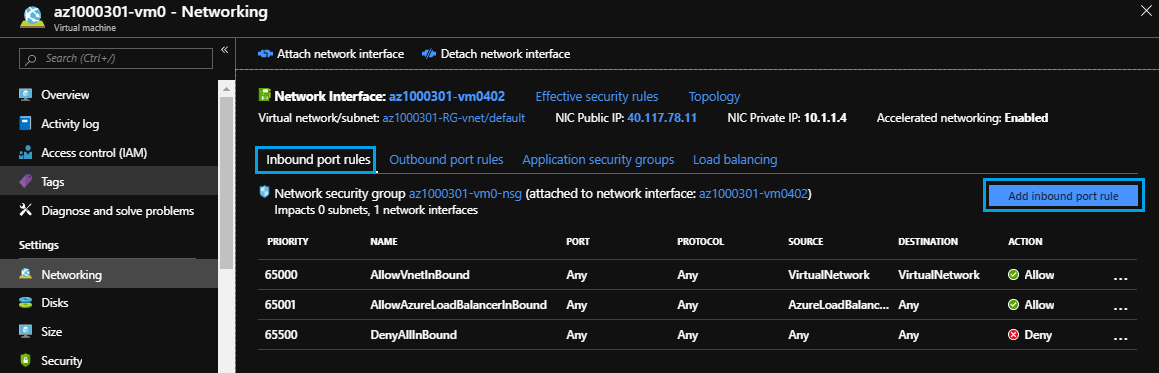 az1000301-vm0 - Networking
Virtual machine
Search (Ctrl+/)
Overview
Activity log
Access control (IAM)
Tags
Diagnose and solve problems
Settings
Networking
Disks
Size
Security
Attach network interface Detach network interface
Network Interface: az1000301-vm0402 Effective security rules Topology
Virtual network/subnet: az1000301-RG-vnet/default NIC Public IP: 40.117.78.11 NIC Private IP: 10.1.1.4 Accelerated networking: Enabled
Inbound port rules Outbound port rules Application security groups Load balancing
Network security group az1000301-vm0-nsg (attached to network interface: az1000301-vm0402)
Impacts 0 subnets, 1 network interfaces
Add inbound port rule
PRIORITY NAME PORT PROTOCOL SOURCE DESTINATION ACTION
65000 AllowVnetInBound Any Any VirtualNetwork VirtualNetwork Allow ...
65001 AllowAzureLoadBalancerInBound Any Any AzureLoadBalanc... Any Allow ...
65500 DenyAllInBound Any Any Any Any Deny ...